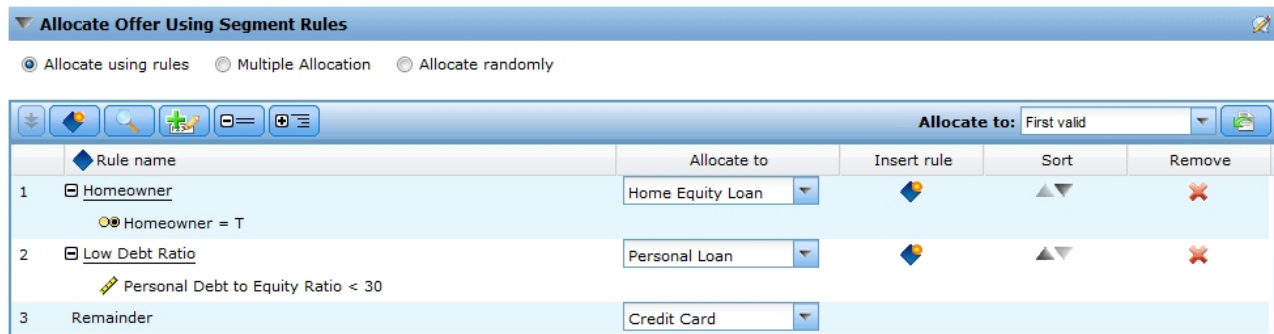 Allocate Offer Using Segment Rules
Allocate using rules Multiple Allocation Allocate randomly
Allocate to: First valid
Rule name Allocate to Insert rule Sort Remove
1 Homeowner Home Equity Loan
Homeowner = T
2 Low Debt Ratio Personal Loan
Personal Debt to Equity Ratio < 30
3 Remainder Credit Card